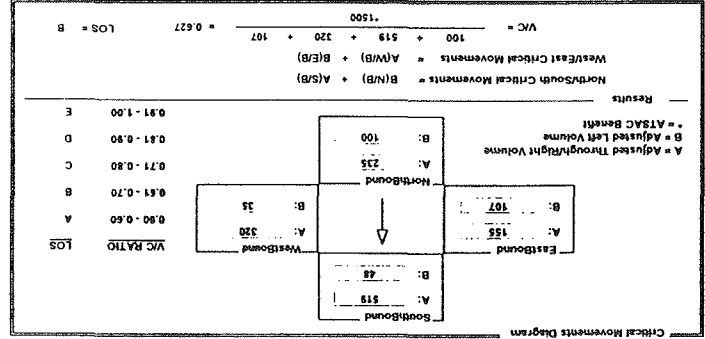 Critical Movements Diagram
SouthBound
A: 519
B: 48
EastBound
A: 155
B: 107
WestBound
A: 320
B: 35
NorthBound
A: 235
B: 100
V/C RATIO LOS
0.00 - 0.60 A
0.61 - 0.70 B
0.71 - 0.80 C
0.81 - 0.90 D
0.91 - 1.00 E
A = Adjusted Through/Right Volume
B = Adjusted Left Volume
* = ATSAC Benefit
Results
North/South Critical Movements = B(N/B) + A(S/B)
West/East Critical Movements = A(W/B) + B(E/B)
V/C = 100 + 519 + 320 + 107 = 0.627 LOS = B
*1500